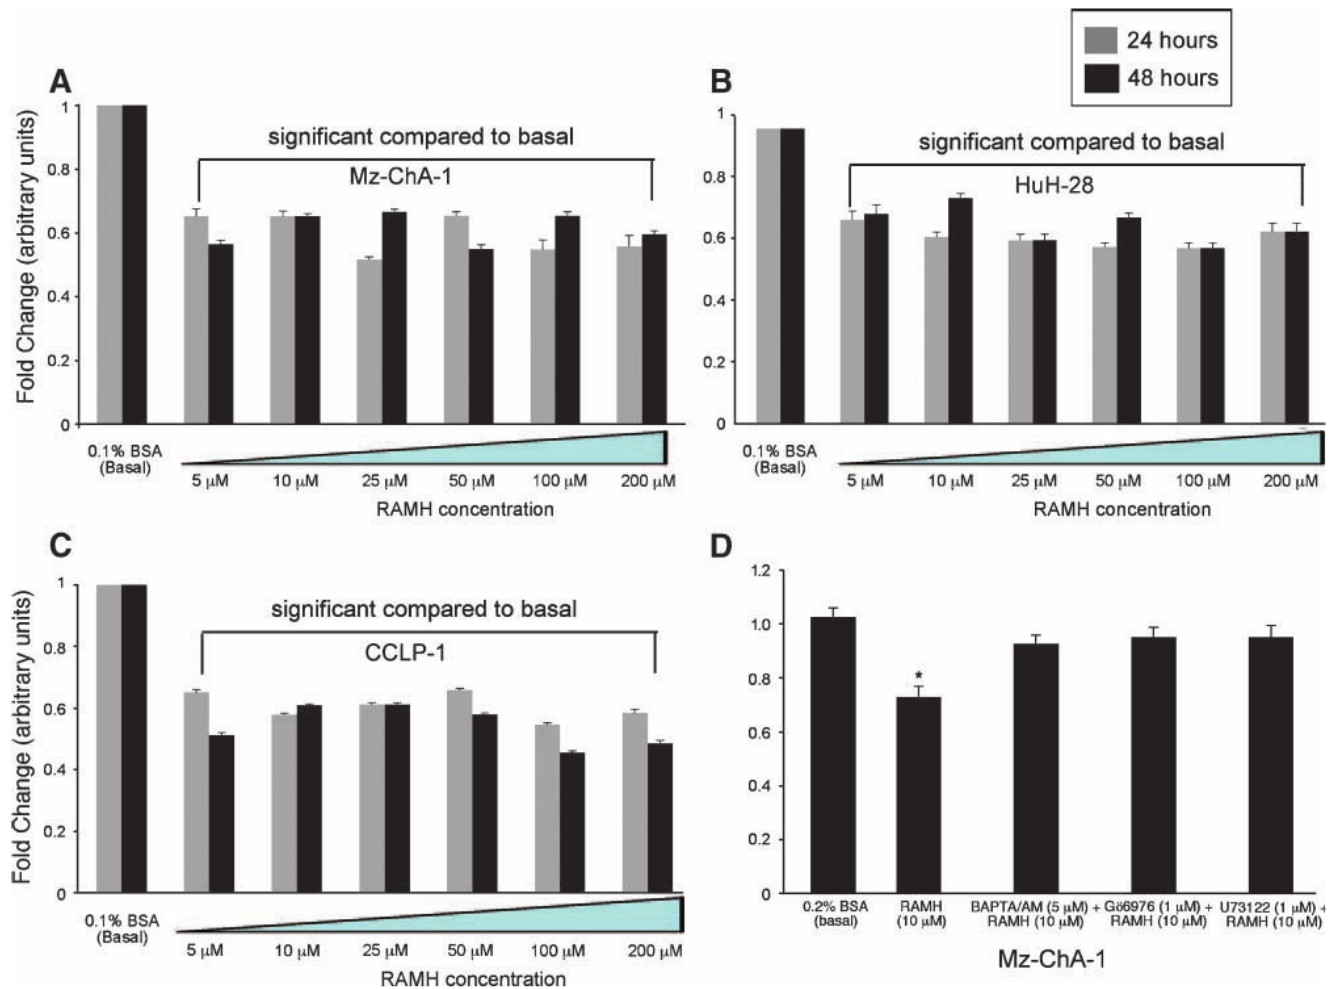 24 hours
48 hours
A
Fold Change (arbitrary units)
1
0.8
0.6
0.4
0.2
0
significant compared to basal
Mz-ChA-1
0.1% BSA
(Basal)
5 µM 10 µM 25 µM 50 µM 100 µM 200 µM
RAMH concentration
B
1
0.8
0.6
0.4
0.2
0
significant compared to basal
HuH-28
0.1% BSA
(Basal)
5 µM 10 µM 25 µM 50 µM 100 µM 200 µM
RAMH concentration
C
Fold Change (arbitrary units)
1
0.8
0.6
0.4
0.2
0
significant compared to basal
CCLP-1
0.1% BSA
(Basal)
5 µM 10 µM 25 µM 50 µM 100 µM 200 µM
RAMH concentration
D
1.2
1.0
0.8
0.6
0.4
0.2
0
*
0.2% BSA
(basal)
RAMH
(10 µM)
BAPTA/AM (5 µM) +
RAMH (10 µM)
Gö6976 (1 µM) +
RAMH (10 µM)
U73122 (1 µM) +
RAMH (10 µM)
Mz-ChA-1